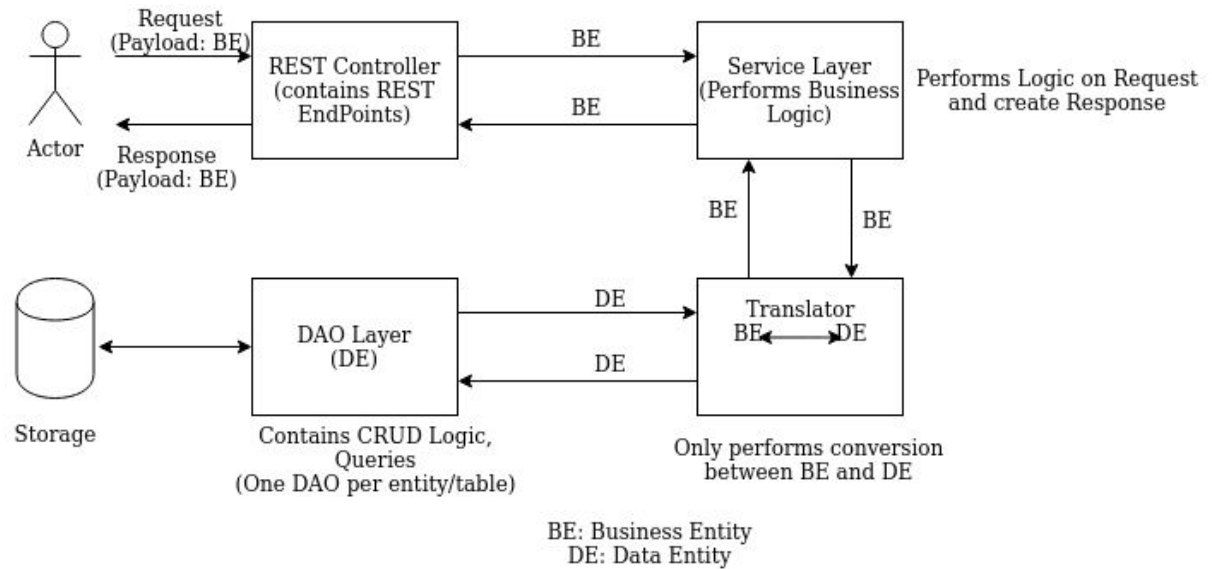 Request
(Payload: BE)
BE
REST Controller
(contains REST
EndPoints)
Service Layer
(Performs Business
Logic)
Performs Logic on Request
and create Response
BE
Actor
Response
(Payload: BE)
BE
BE
DE
Translator
BE
DE
DAO Layer
(DE)
DE
Storage
Contains CRUD Logic,
Queries
(One DAO per entity/table)
Only performs conversion
between BE and DE
BE: Business Entity
DE: Data Entity